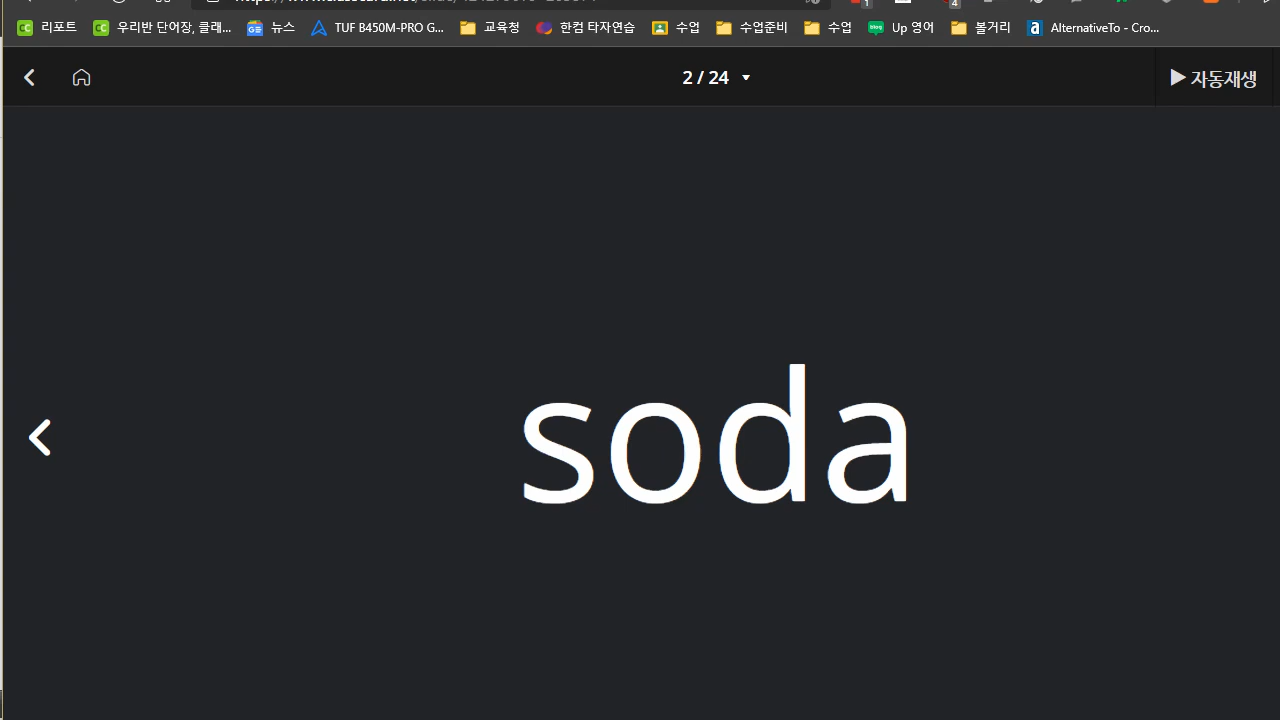 리포트 우리반 단어장, 클래... 뉴스 TUF B450M-PRO G... 교육청 한컴 타자연습 수업 수업준비 수업 Up 영어 볼거리 AlternativeTo - Cro...
2 / 24 ▶ 자동재생
soda